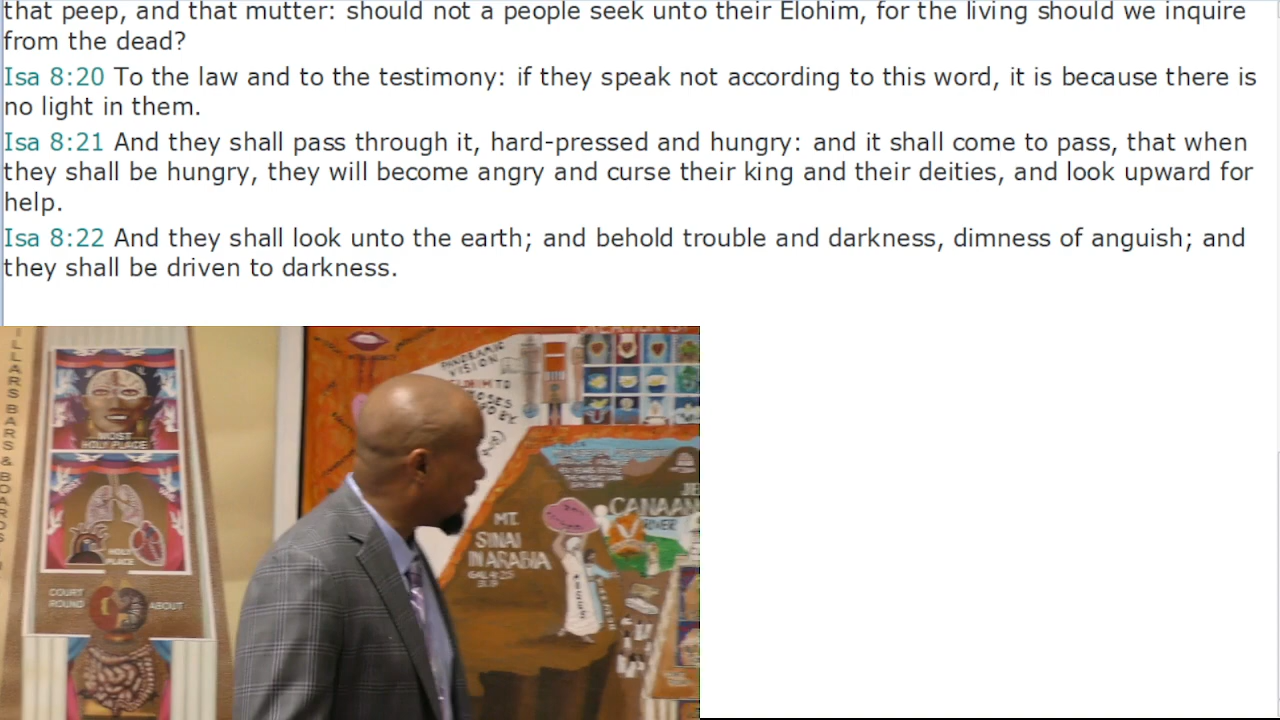 that peep, and that mutter: should not a people seek unto their Elohim, for the living should we inquire
from the dead?
Isa 8:20 To the law and to the testimony: if they speak not according to this word, it is because there is
no light in them.
Isa 8:21 And they shall pass through it, hard-pressed and hungry: and it shall come to pass, that when
they shall be hungry, they will become angry and curse their king and their deities, and look upward for
help.
Isa 8:22 And they shall look unto the earth; and behold trouble and darkness, dimness of anguish; and
they shall be driven to darkness.
MOST
HOLY PLACE
HOLY
PLACE
COURT
ROUND
ABOUT
PANORAMIC
VISION
MT.
SINAI
IN ARABIA
GAL 4:25
CANAAN
RIVER